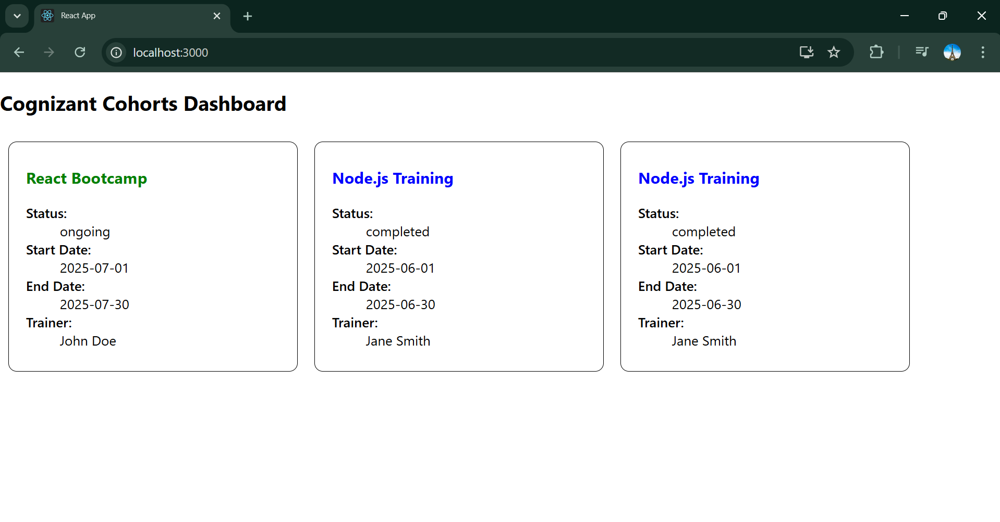 React App
localhost:3000
Cognizant Cohorts Dashboard
React Bootcamp
Status:
ongoing
Start Date:
2025-07-01
End Date:
2025-07-30
Trainer:
John Doe
Node.js Training
Status:
completed
Start Date:
2025-06-01
End Date:
2025-06-30
Trainer:
Jane Smith
Node.js Training
Status:
completed
Start Date:
2025-06-01
End Date:
2025-06-30
Trainer:
Jane Smith